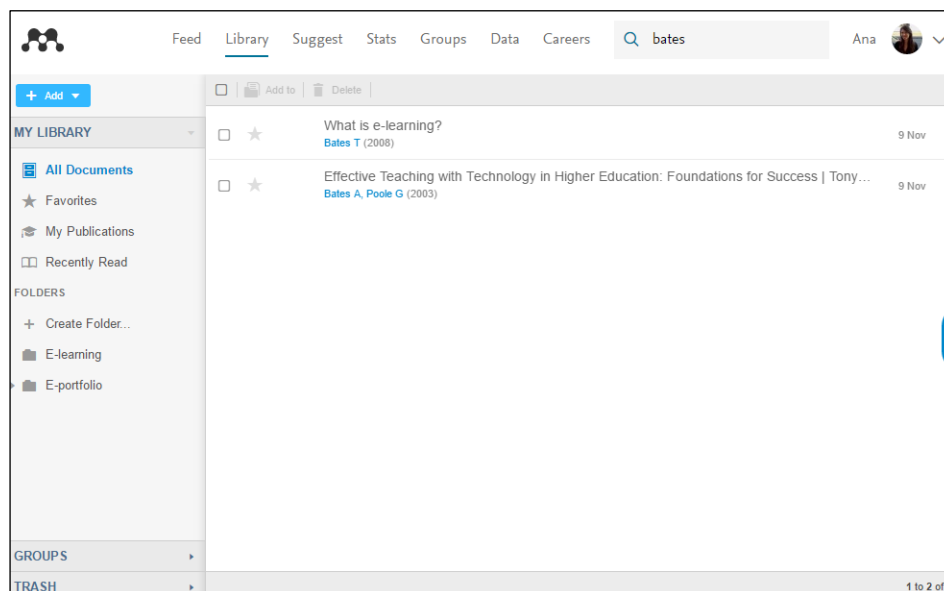 Feed Library Suggest Stats Groups Data Careers bates Ana
+ Add Add to Delete
MY LIBRARY
What is e-learning?
Bates T (2008)
9 Nov
All Documents
Effective Teaching with Technology in Higher Education: Foundations for Success | Tony...
Bates A, Poole G (2003)
9 Nov
Favorites
My Publications
Recently Read
FOLDERS
+ Create Folder...
E-learning
E-portfolio
GROUPS
TRASH
1 to 2 of